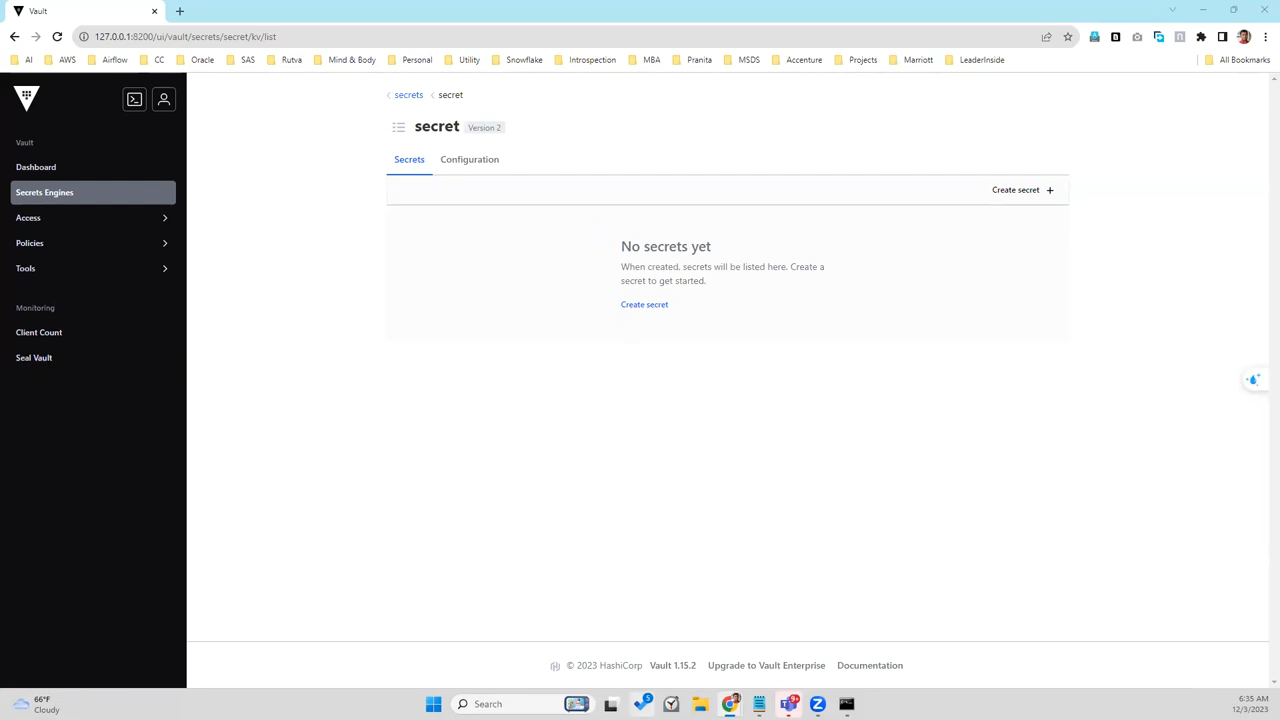 Vault
127.0.0.1:8200/ui/vault/secrets/secret/kv/list
AI AWS Airflow CC Oracle SAS Rutva Mind & Body Personal Utility Snowflake Introspection MBA Pranita MSDS Accenture Projects Marriott LeaderInside All Bookmarks
secrets secret
secret Version 2
Secrets Configuration
Create secret
No secrets yet
When created, secrets will be listed here. Create a
secret to get started.
Create secret
Vault
Dashboard
Secrets Engines
Access
Policies
Tools
Monitoring
Client Count
Seal Vault
© 2023 HashiCorp Vault 1.15.2 Upgrade to Vault Enterprise Documentation
66°F
Cloudy
Search
5
9+
6:35 AM
12/3/2023